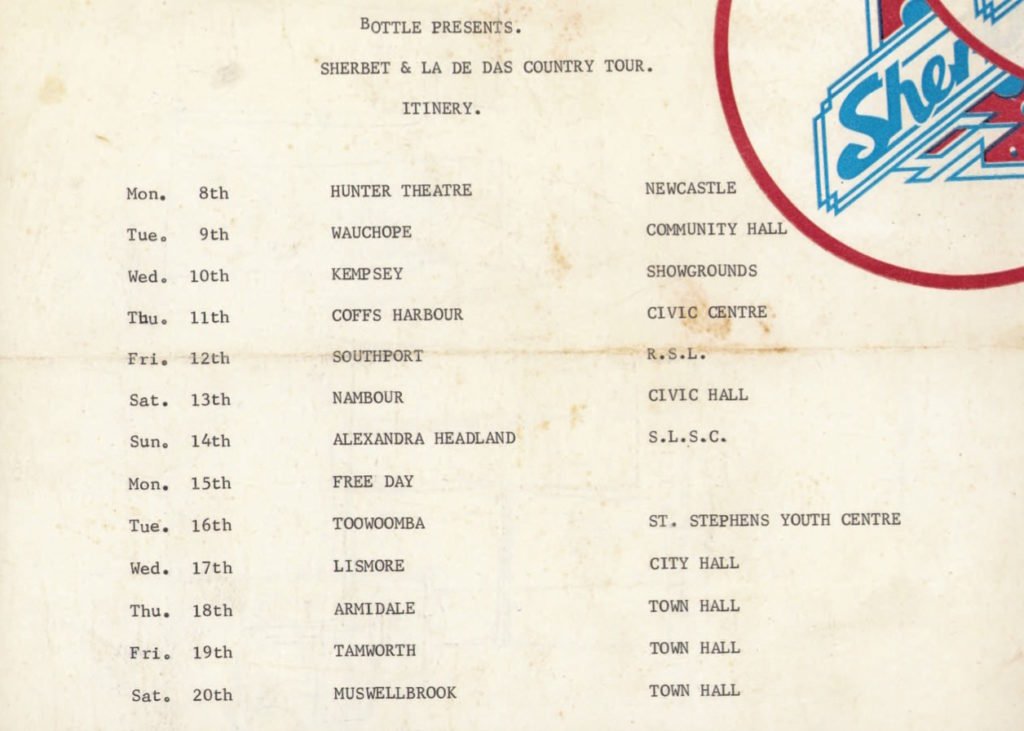 BOTTLE PRESENTS.
SHERBET & LA DE DAS COUNTRY TOUR.
ITINERY.
Sher
Mon. 8th HUNTER THEATRE NEWCASTLE
Tue. 9th WAUCHOPE COMMUNITY HALL
Wed. 10th KEMPSEY SHOWGROUNDS
Thu. 11th COFFS HARBOUR CIVIC CENTRE
Fri. 12th SOUTHPORT R.S.L.
Sat. 13th NAMBOUR CIVIC HALL
Sun. 14th ALEXANDRA HEADLAND S.L.S.C.
Mon. 15th FREE DAY
Tue. 16th TOOWOOMBA ST. STEPHENS YOUTH CENTRE
Wed. 17th LISMORE CITY HALL
Thu. 18th ARMIDALE TOWN HALL
Fri. 19th TAMWORTH TOWN HALL
Sat. 20th MUSWELLBROOK TOWN HALL